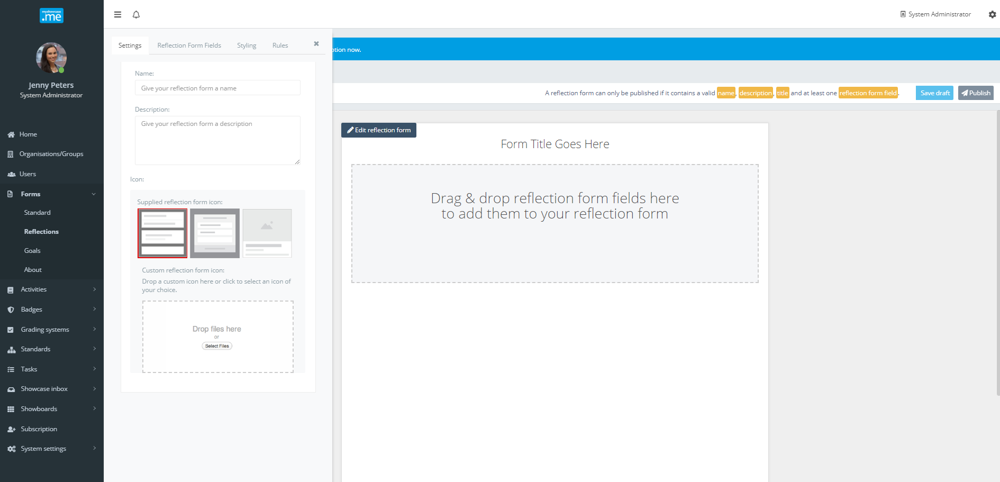 myshowcase
.me
Jenny Peters
System Administrator
Home
Organisations/Groups
Users
Forms
Standard
Reflections
Goals
About
Activities
Badges
Grading systems
Standards
Tasks
Showcase inbox
Showboards
Subscription
System settings
System Administrator
Settings Reflection Form Fields Styling Rules
Name:
Give your reflection form a name
Description:
Give your reflection form a description
Icon:
Supplied reflection form icon:
Custom reflection form icon:
Drop a custom icon here or click to select an icon of
your choice.
Drop files here
or
Select Files
now.
A reflection form can only be published if it contains a valid name, description, title and at least one reflection form field.
Save draft
Publish
Edit reflection form
Form Title Goes Here
Drag & drop reflection form fields here
to add them to your reflection form